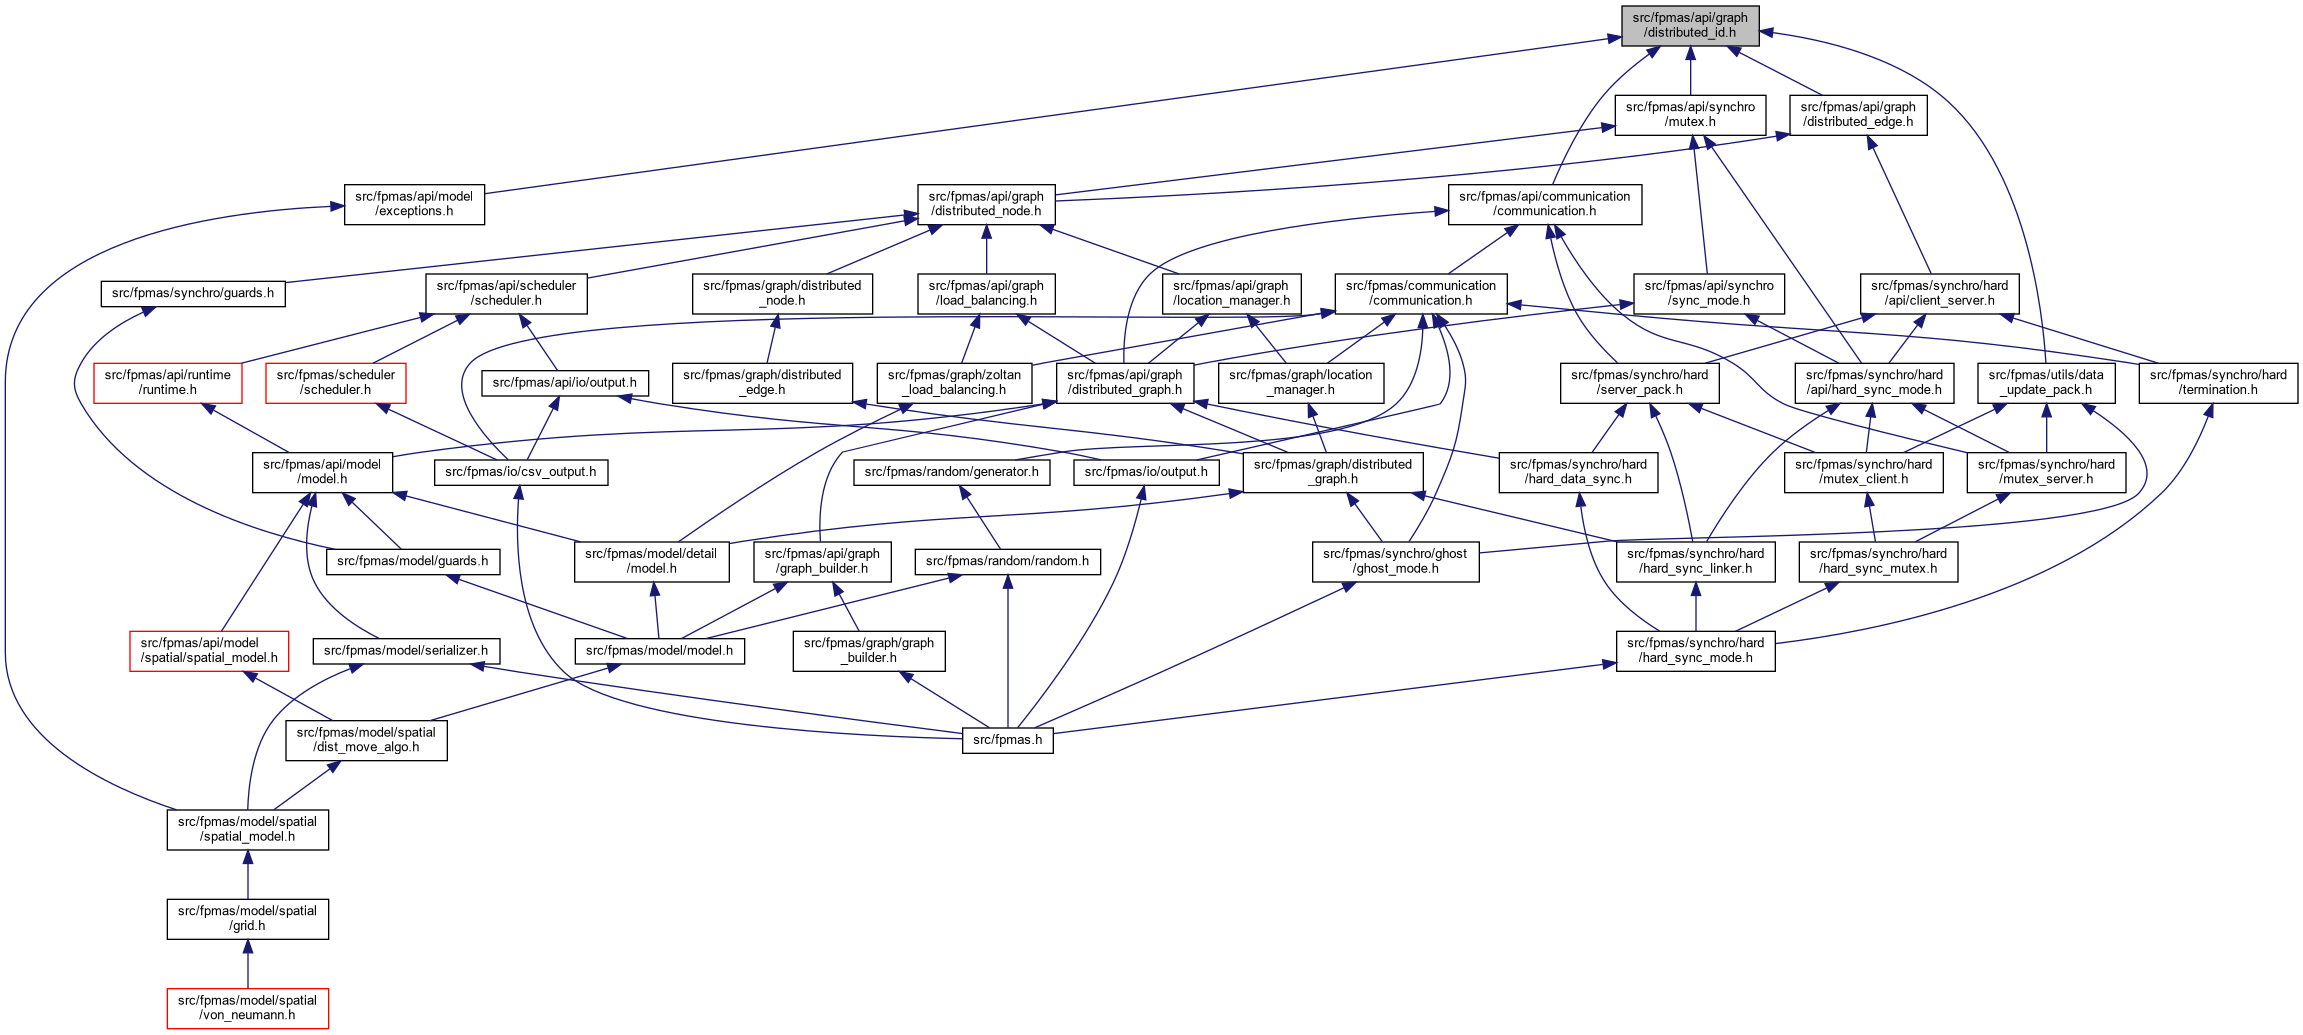 src/fpmas/api/graph
/distributed_id.h
src/fpmas/api/synchro
/mutex.h
src/fpmas/api/graph
/distributed_edge.h
src/fpmas/api/model
/exceptions.h
src/fpmas/api/graph
/distributed_node.h
src/fpmas/api/communication
/communication.h
src/fpmas/synchro/guards.h
src/fpmas/api/scheduler
/scheduler.h
src/fpmas/graph/distributed
_node.h
src/fpmas/api/graph
/load_balancing.h
src/fpmas/api/graph
/location_manager.h
src/fpmas/communication
/communication.h
src/fpmas/api/synchro
/sync_mode.h
src/fpmas/synchro/hard
/api/client_server.h
src/fpmas/api/runtime
/runtime.h
src/fpmas/scheduler
/scheduler.h
src/fpmas/api/io/output.h
src/fpmas/graph/distributed
_edge.h
src/fpmas/graph/zoltan
_load_balancing.h
src/fpmas/api/graph
/distributed_graph.h
src/fpmas/graph/location
_manager.h
src/fpmas/synchro/hard
/server_pack.h
src/fpmas/synchro/hard
/api/hard_sync_mode.h
src/fpmas/utils/data
_update_pack.h
src/fpmas/synchro/hard
/termination.h
src/fpmas/api/model
/model.h
src/fpmas/io/csv_output.h
src/fpmas/random/generator.h
src/fpmas/io/output.h
src/fpmas/graph/distributed
_graph.h
src/fpmas/synchro/hard
/hard_data_sync.h
src/fpmas/synchro/hard
/mutex_client.h
src/fpmas/synchro/hard
/mutex_server.h
src/fpmas/model/guards.h
src/fpmas/model/detail
/model.h
src/fpmas/api/graph
/graph_builder.h
src/fpmas/random/random.h
src/fpmas/synchro/ghost
/ghost_mode.h
src/fpmas/synchro/hard
/hard_sync_linker.h
src/fpmas/synchro/hard
/hard_sync_mutex.h
src/fpmas/api/model
/spatial/spatial_model.h
src/fpmas/model/serializer.h
src/fpmas/model/model.h
src/fpmas/graph/graph
_builder.h
src/fpmas/synchro/hard
/hard_sync_mode.h
src/fpmas/model/spatial
/dist_move_algo.h
src/fpmas.h
src/fpmas/model/spatial
/spatial_model.h
src/fpmas/model/spatial
/grid.h
src/fpmas/model/spatial
/von_neumann.h